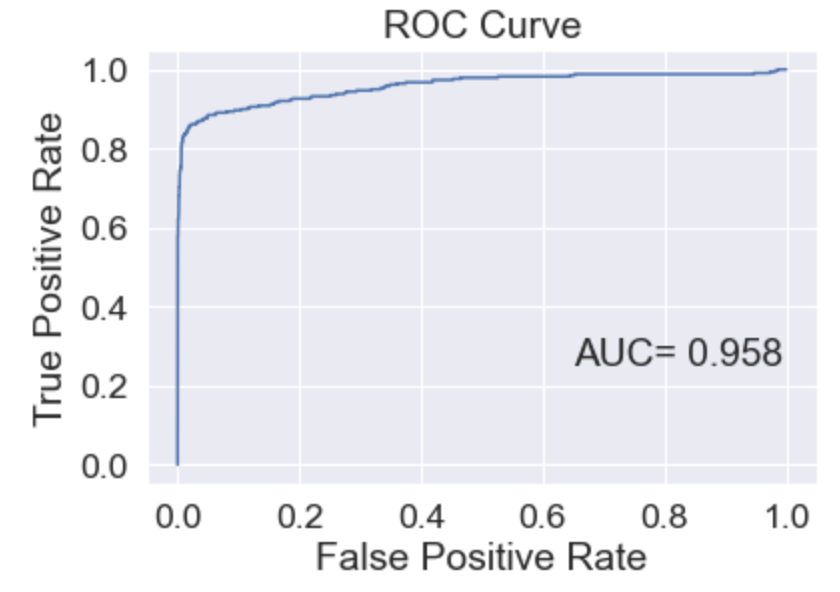 ROC Curve
True Positive Rate
1.0
0.8
0.6
0.4
0.2
0.0
AUC= 0.958
0.0 0.2 0.4 0.6 0.8 1.0
False Positive Rate